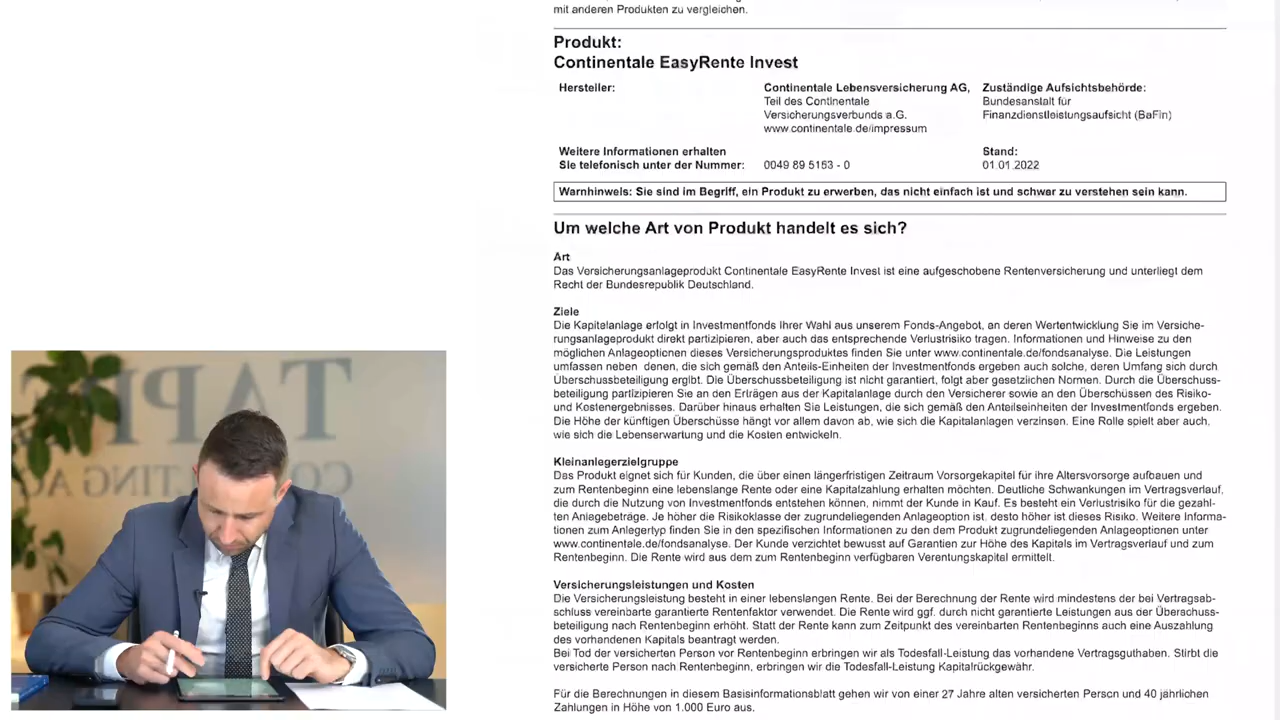 mit anderen Produkten zu vergleichen.
Produkt:
Continentale EasyRente Invest
Hersteller:
Continentale Lebensversicherung AG,
Teil des Continentale
Versicherungsverbunds a.G.
www.continentale.de/impressum
Zuständige Aufsichtsbehörde:
Bundesanstalt für
Finanzdienstleistungsaufsicht (BaFin)
Weitere Informationen erhalten
Sie telefonisch unter der Nummer:
0049 89 5153 - 0
Stand:
01.01.2022
Warnhinweis: Sie sind im Begriff, ein Produkt zu erwerben, das nicht einfach ist und schwer zu verstehen sein kann.
Um welche Art von Produkt handelt es sich?
Art
Das Versicherungsanlageprodukt Continentale EasyRente Invest ist eine aufgeschobene Rentenversicherung und unterliegt dem
Recht der Bundesrepublik Deutschland.
Ziele
Die Kapitalanlage erfolgt in Investmentfonds Ihrer Wahl aus unserem Fonds-Angebot, an deren Wertentwicklung Sie im Versiche-
rungsanlageprodukt direkt partizipieren, aber auch das entsprechende Verlustrisiko tragen. Informationen und Hinweise zu den
möglichen Anlageoptionen dieses Versicherungsproduktes finden Sie unter www.continentale.de/fondsanalyse. Die Leistungen
umfassen neben denen, die sich gemäß den Anteils-Einheiten der Investmentfonds ergeben auch solche, deren Umfang sich durch
Überschussbeteiligung ergibt. Die Überschussbeteiligung ist nicht garantiert, folgt aber gesetzlichen Normen. Durch die Überschuss-
beteiligung partizipieren Sie an den Erträgen aus der Kapitalanlage durch den Versicherer sowie an den Überschüssen des Risiko-
und Kostenergebnisses. Darüber hinaus erhalten Sie Leistungen, die sich gemäß den Anteilseinheiten der Investmentfonds ergeben.
Die Höhe der künftigen Überschüsse hängt vor allem davon ab, wie sich die Kapitalanlagen verzinsen. Eine Rolle spielt aber auch,
wie sich die Lebenserwartung und die Kosten entwickeln.
Kleinanlegerzielgruppe
Das Produkt eignet sich für Kunden, die über einen längerfristigen Zeitraum Vorsorgekapital für ihre Altersvorsorge aufbauen und
zum Rentenbeginn eine lebenslange Rente oder eine Kapitalzahlung erhalten möchten. Deutliche Schwankungen im Vertragsverlauf,
die durch die Nutzung von Investmentfonds entstehen können, nimmt der Kunde in Kauf. Es besteht ein Verlustrisiko für die gezahl-
ten Anlagebeträge. Je höher die Risikoklasse der zugrundeliegenden Anlageoption ist, desto höher ist dieses Risiko. Weitere Informa-
tionen zum Anlegertyp finden Sie in den spezifischen Informationen zu den dem Produkt zugrundeliegenden Anlageoptionen unter
www.continentale.de/fondsanalyse. Der Kunde verzichtet bewusst auf Garantien zur Höhe des Kapitals im Vertragsverlauf und zum
Rentenbeginn. Die Rente wird aus dem zum Rentenbeginn verfügbaren Verrentungskapital ermittelt.
Versicherungsleistungen und Kosten
Die Versicherungsleistung besteht in einer lebenslangen Rente. Bei der Berechnung der Rente wird mindestens der bei Vertragsab-
schluss vereinbarte garantierte Rentenfaktor verwendet. Die Rente wird ggf. durch nicht garantierte Leistungen aus der Überschuss-
beteiligung nach Rentenbeginn erhöht. Statt der Rente kann zum Zeitpunkt des vereinbarten Rentenbeginns auch eine Auszahlung
des vorhandenen Kapitals beantragt werden.
Bei Tod der versicherten Person vor Rentenbeginn erbringen wir als Todesfall-Leistung das vorhandene Vertragsguthaben. Stirbt die
versicherte Person nach Rentenbeginn, erbringen wir die Todesfall-Leistung Kapitalrückgewähr.
Für die Berechnungen in diesem Basisinformationsblatt gehen wir von einer 27 Jahre alten versicherten Person und 40 jährlichen
Zahlungen in Höhe von 1.000 Euro aus.